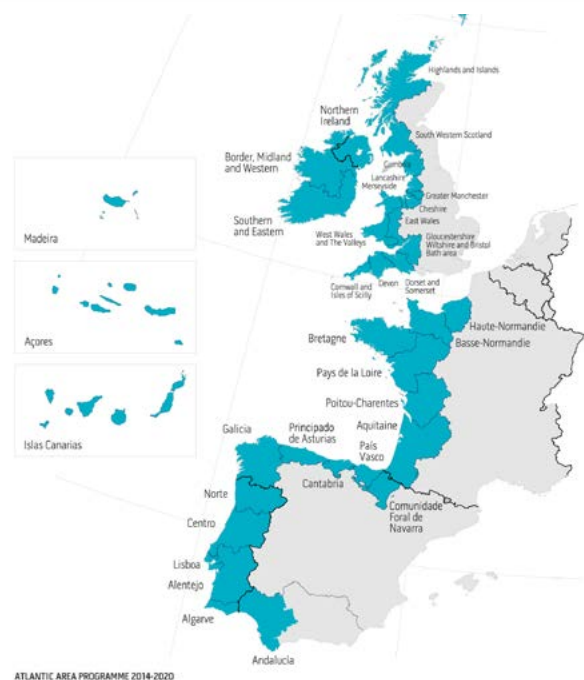 Highlands and Islands
Northern
Ireland
South Western Scotland
Border, Midland
and Western
Cumbria
Lancashire
Merseyside
Greater Manchester
Cheshire
East Wales
Southern
and Eastern
West Wales
and The Valleys
Gloucestershire
Wiltshire and Bristol
Bath area
Cornwall and
Isles of Scilly
Devon
Dorset and
Somerset
Madeira
Açores
Islas Canarias
Haute-Normandie
Basse-Normandie
Bretagne
Pays de la Loire
Poitou-Charentes
Aquitaine
País
Vasco
Principado
de Asturias
Galicia
Cantabria
Comunidade
Foral de
Navarra
Norte
Centro
Lisboa
Alentejo
Algarve
Andalucía
ATLANTIC AREA PROGRAMME 2014-2020